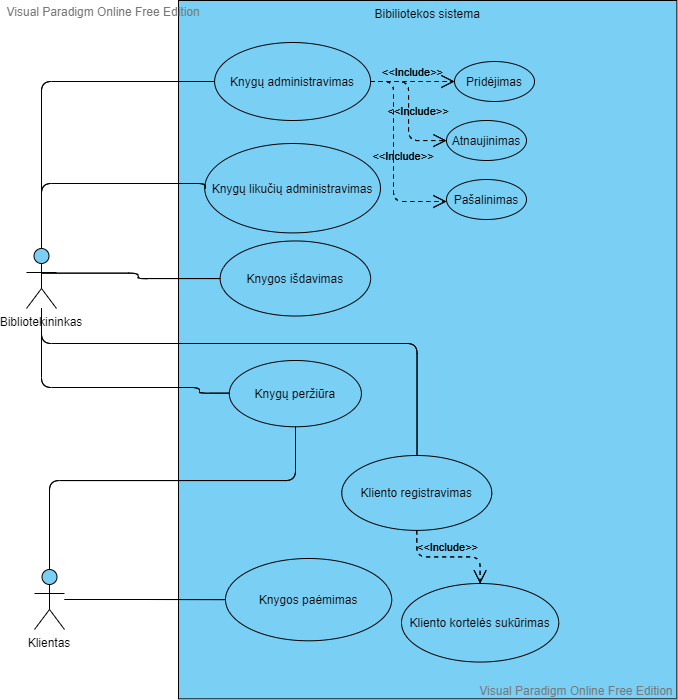 Visual Paradigm Online Free Edition
Bibiliotekos sistema
Knygų administravimas
<<Include>>
Pridėjimas
<<Include>>
Atnaujinimas
<<Include>>
Knygų likučių administravimas
Pašalinimas
Knygos išdavimas
Bibliotekininkas
Knygų peržiūra
Kliento registravimas
<<Include>>
Knygos paėmimas
Kliento kortelės sukūrimas
Klientas
Visual Paradigm Online Free Edition